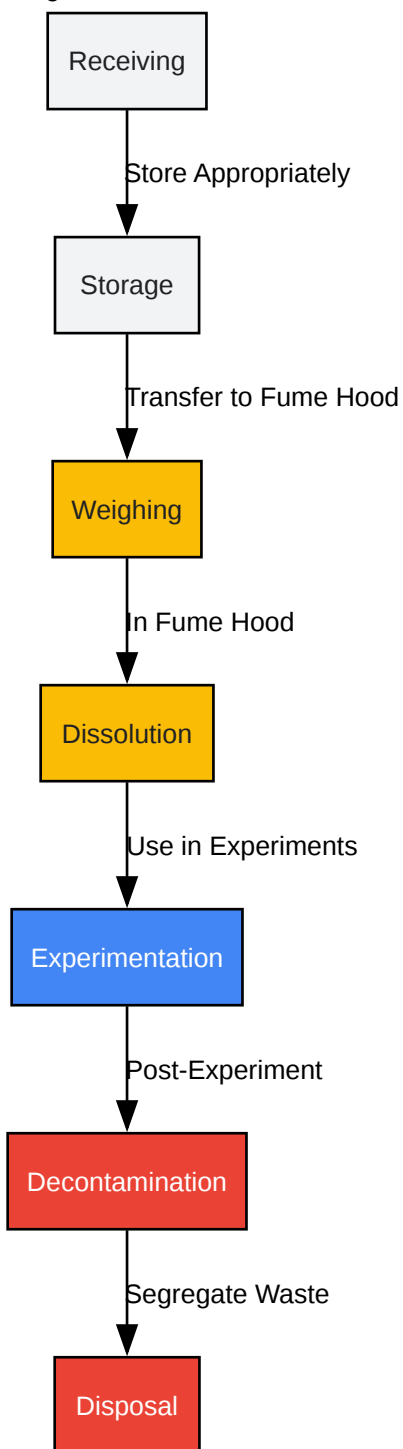 Receiving
Store Appropriately
Storage
Transfer to Fume Hood
Weighing
In Fume Hood
Dissolution
Use in Experiments
Experimentation
Post-Experiment
Decontamination
Segregate Waste
Disposal